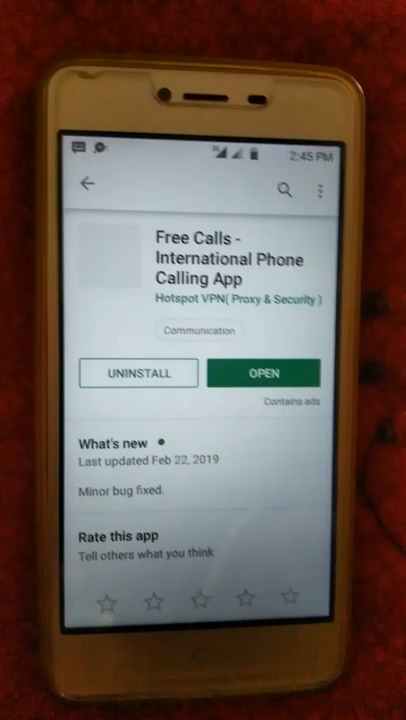 2:45 PM
Free Calls -
International Phone
Calling App
Hotspot VPN( Proxy & Security )
Communication
UNINSTALL
OPEN
Contains ads
What's new
Last updated Feb 22, 2019
Minor bug fixed.
Rate this app
Tell others what you think